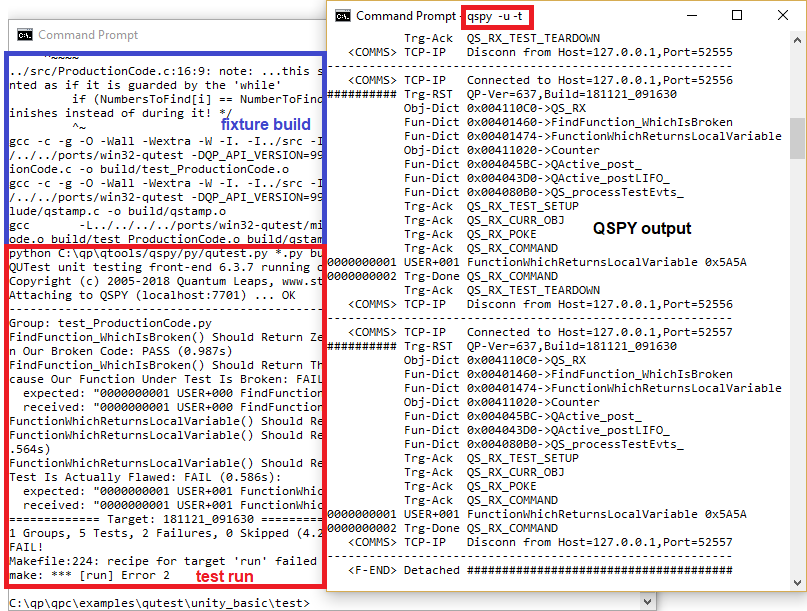 Command Prompt
~~~~~
../src/ProductionCode.c:16:9: note: ...this s
nted as if it is guarded by the 'while'
if (NumbersToFind[i] == NumberToFind
inishes instead of during it! */
^~
fixture build
gcc -c -g -O -Wall -Wextra -W -I. -I../src -I
/../../ports/win32-qutest -DQP_API_VERSION=99
ionCode.c -o build/test_ProductionCode.o
gcc -c -g -O -Wall -Wextra -W -I. -I../src -I
/../../ports/win32-qutest -DQP_API_VERSION=99
lude/qstamp.c -o build/qstamp.o
gcc -L../../../../ports/win32-qutest/mi
ode.o build/test_ProductionCode.o build/qstam
python C:\qp\qtools/qspy/py/qutest.py *.py bu
QUTest unit testing front-end 6.3.7 running o
Copyright (c) 2005-2018 Quantum Leaps, www.st
Attaching to QSPY (localhost:7701) ... OK
----------------------------------------------
Group: test_ProductionCode.py
FindFunction_WhichIsBroken() Should Return Ze
n Our Broken Code: PASS (0.987s)
FindFunction_WhichIsBroken() Should Return Th
cause Our Function Under Test Is Broken: FAIL
expected: "0000000001 USER+000 FindFunction
received: "0000000001 USER+000 FindFunction
FunctionWhichReturnsLocalVariable() Should Re
FunctionWhichReturnsLocalVariable() Should Re
.564s)
FunctionWhichReturnsLocalVariable() Should Re
Test Is Actually Flawed: FAIL (0.586s):
expected: "0000000001 USER+001 FunctionWhic
received: "0000000001 USER+001 FunctionWhic
============= Target: 181121_091630 =========
1 Groups, 5 Tests, 2 Failures, 0 Skipped (4.2
FAIL!
Makefile:224: recipe for target 'run' failed
make: *** [run] Error 2
test run
C:\qp\qpc\examples\qutest\unity_basic\test>
Command Prompt - qspy -u -t
Trg-Ack QS_RX_TEST_TEARDOWN
<COMMS> TCP-IP Disconn from Host=127.0.0.1,Port=52555
------------------------------------------------------
<COMMS> TCP-IP Connected to Host=127.0.0.1,Port=52556
########## Trg-RST QP-Ver=637,Build=181121_091630
Obj-Dict 0x004110C0->QS_RX
Fun-Dict 0x00401460->FindFunction_WhichIsBroken
Fun-Dict 0x00401474->FunctionWhichReturnsLocalVariable
Obj-Dict 0x00411020->Counter
Fun-Dict 0x004045BC->QActive_post_
Fun-Dict 0x004043D0->QActive_postLIFO_
Fun-Dict 0x004080B0->QS_processTestEvts_
Trg-Ack QS_RX_TEST_SETUP
Trg-Ack QS_RX_CURR_OBJ
Trg-Ack QS_RX_POKE
Trg-Ack QS_RX_COMMAND
QSPY output
0000000001 USER+001 FunctionWhichReturnsLocalVariable 0x5A5A
0000000002 Trg-Done QS_RX_COMMAND
Trg-Ack QS_RX_TEST_TEARDOWN
<COMMS> TCP-IP Disconn from Host=127.0.0.1,Port=52556
------------------------------------------------------
<COMMS> TCP-IP Connected to Host=127.0.0.1,Port=52557
########## Trg-RST QP-Ver=637,Build=181121_091630
Obj-Dict 0x004110C0->QS_RX
Fun-Dict 0x00401460->FindFunction_WhichIsBroken
Fun-Dict 0x00401474->FunctionWhichReturnsLocalVariable
Obj-Dict 0x00411020->Counter
Fun-Dict 0x004045BC->QActive_post_
Fun-Dict 0x004043D0->QActive_postLIFO_
Fun-Dict 0x004080B0->QS_processTestEvts_
Trg-Ack QS_RX_TEST_SETUP
Trg-Ack QS_RX_CURR_OBJ
Trg-Ack QS_RX_POKE
Trg-Ack QS_RX_COMMAND
0000000001 USER+001 FunctionWhichReturnsLocalVariable 0x5A5A
0000000002 Trg-Done QS_RX_COMMAND
<COMMS> TCP-IP Disconn from Host=127.0.0.1,Port=52557
------------------------------------------------------
<F-END> Detached #####################################